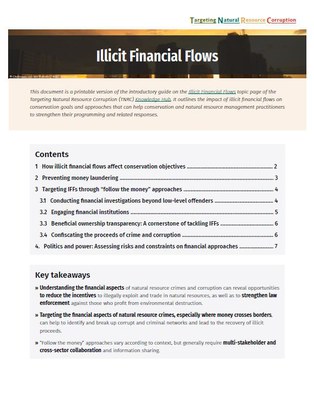 Targeting Natural Resource Corruption
Illicit Financial Flows
This document is a printable version of the introductory guide on the Illicit Financial Flows topic page of the
Targeting Natural Resource Corruption (TNRC) Knowledge Hub. It outlines the impact of illicit financial flows on
conservation goals and approaches that can help conservation and natural resource management practitioners
to strengthen their programming and related responses.
Contents
1 How illicit financial flows affect conservation objectives 2
2 Preventing money laundering 3
3 Targeting IFFs through "follow the money" approaches 4
3.1 Conducting financial investigations beyond low-level offenders 4
3.2 Engaging financial institutions 5
3.3 Beneficial ownership transparency: A cornerstone of tackling IFFs 6
3.4 Confiscating the proceeds of crime and corruption 6
4. Politics and power: Assessing risks and constraints on financial approaches 7
Key takeaways
» Understanding the financial aspects of natural resource crimes and corruption can reveal opportunities
to reduce the incentives to illegally exploit and trade in natural resources, as well as to strengthen law
enforcement against those who profit from environmental destruction.
» Targeting the financial aspects of natural resource crimes, especially where money crosses borders,
can help to identify and break up corrupt and criminal networks and lead to the recovery of illicit
proceeds.
» "Follow the money" approaches vary according to context, but generally require multi-stakeholder and
cross-sector collaboration and information sharing.